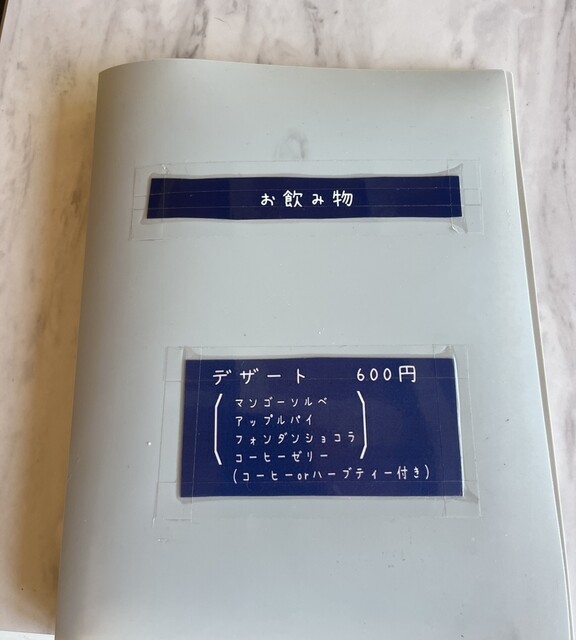 お飲み物
デザート 600円
マンゴーソルベ
アップルパイ
フォンダンショコラ
コーヒーゼリー
(コーヒーorハーブティー付き)